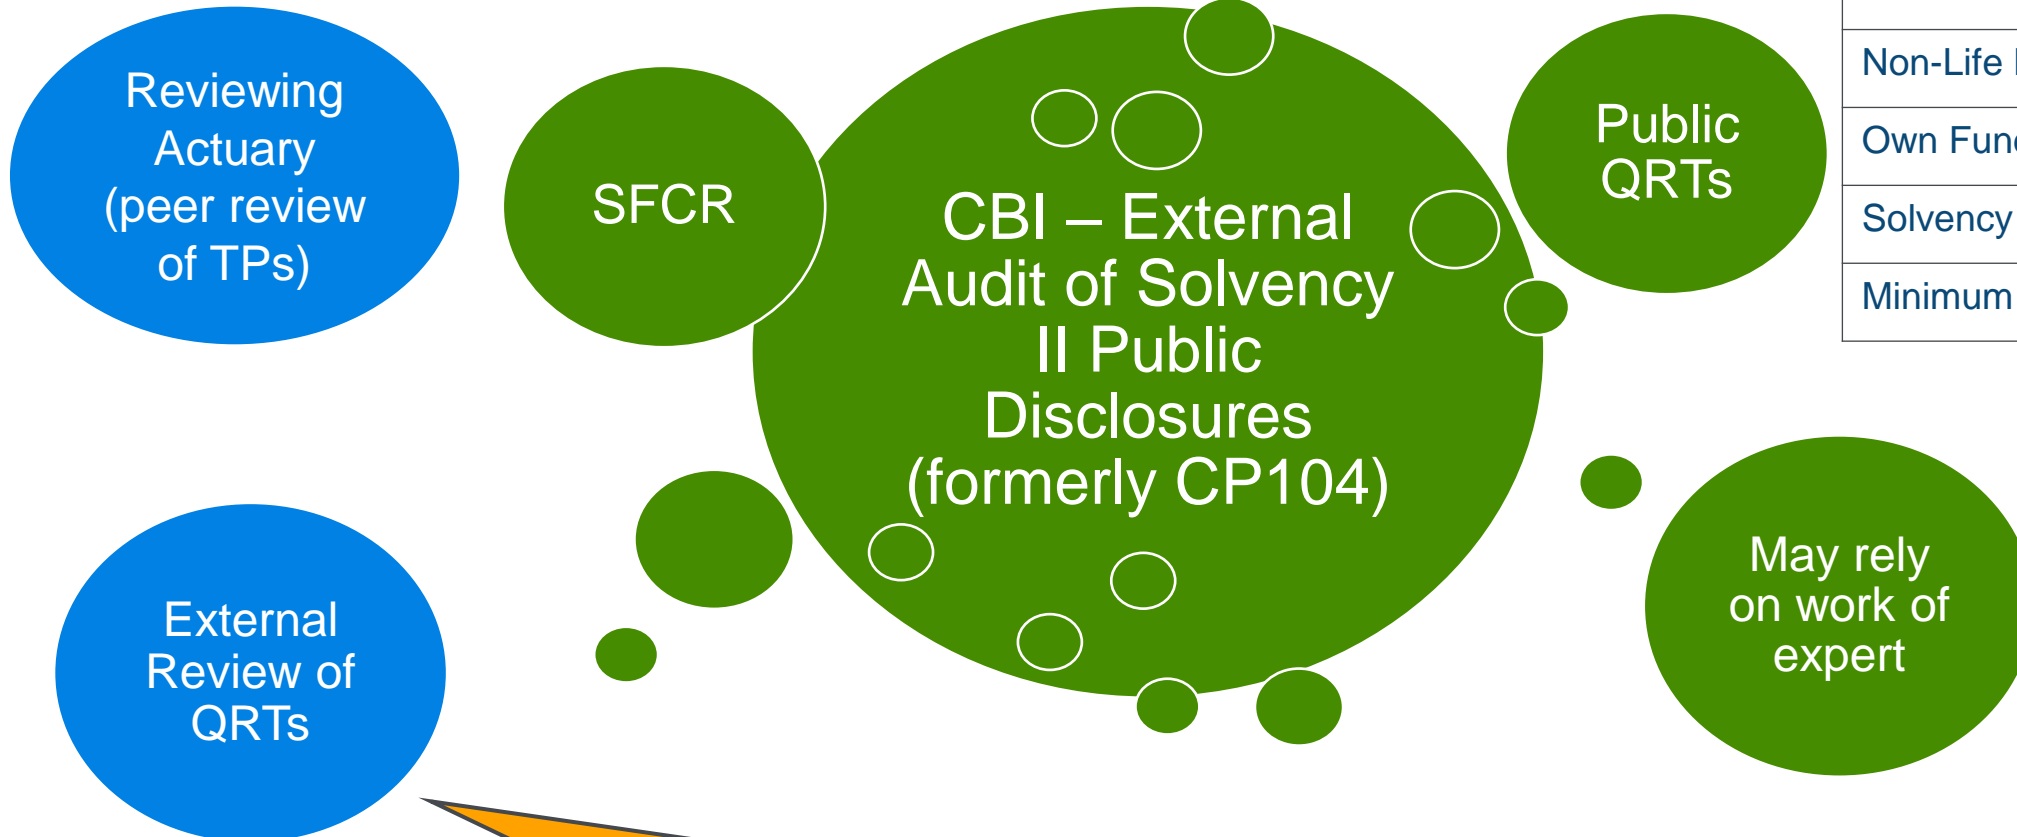 Reviewing
Actuary
(peer review
of TPs)
SFCR
CBI – External
Audit of Solvency
II Public
Disclosures
(formerly CP104)
Public
QRTs
Non-Life
Own
Solvency
Minimum
External
Review of
QRTs
May rely
on work of
expert